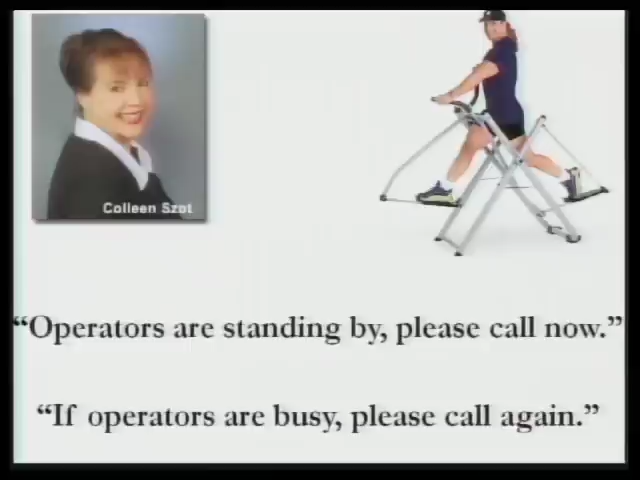 Colleen Szot
“Operators are standing by, please call now.”
“If operators are busy, please call again.”